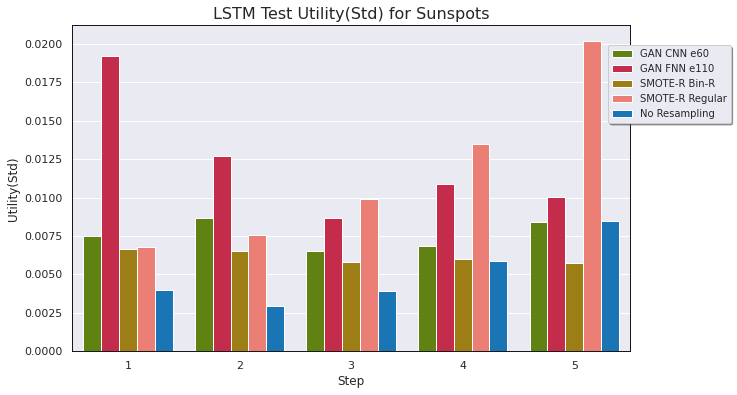 LSTM Test Utility(Std) for Sunspots
0.0200
0.0175
0.0150
0.0125
0.0100
0.0075
0.0050
0.0025
0.0000
Utility(Std)
1 2 3 4 5
Step
GAN CNN e60
GAN FNN e110
SMOTE-R Bin-R
SMOTE-R Regular
No Resampling